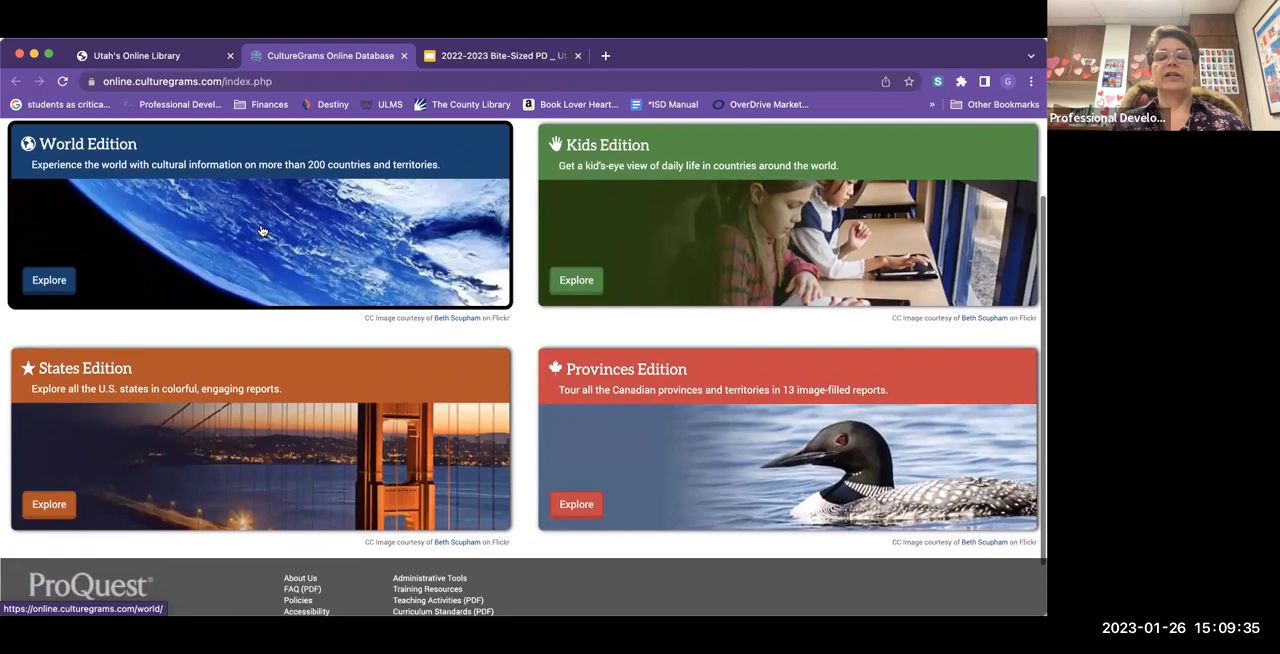 Utah's Online Library
CultureGrams Online Database
2022-2023 Bite-Sized PD _ Ut
online.culturegrams.com/index.php
S
G
students as critica...
Professional Devel...
Finances
Destiny
ULMS
The County Library
Book Lover Heart...
*ISD Manual
OverDrive Market...
»
Other Bookmarks
Professional Develo...
World Edition
Experience the world with cultural information on more than 200 countries and territories.
Explore
CC Image courtesy of Beth Scupham on Flickr
Kids Edition
Get a kid's-eye view of daily life in countries around the world.
Explore
CC Image courtesy of Beth Scupham on Flickr
States Edition
Explore all the U.S. states in colorful, engaging reports.
Explore
CC Image courtesy of Beth Scupham on Flickr
Provinces Edition
Tour all the Canadian provinces and territories in 13 image-filled reports.
Explore
CC Image courtesy of Beth Scupham on Flickr
ProQuest
About Us
FAQ (PDF)
Policies
Accessibility
Administrative Tools
Training Resources
Teaching Activities (PDF)
Curriculum Standards (PDF)
https://online.culturegrams.com/world/
2023-01-26 15:09:35